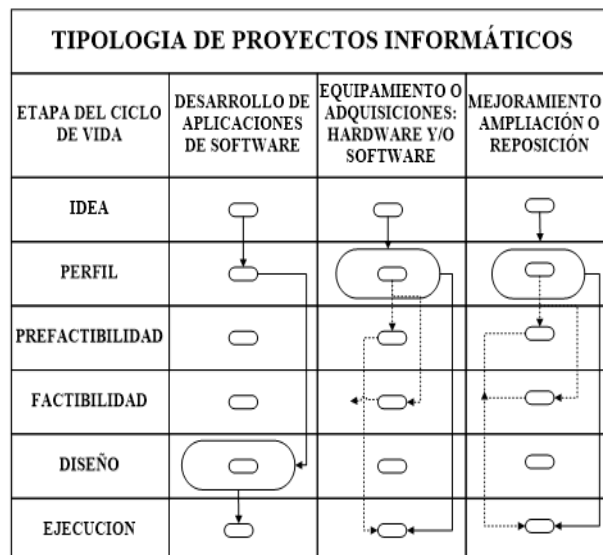 TIPOLOGIA DE PROYECTOS INFORMÁTICOS
ETAPA DEL CICLO
DE VIDA
DESARROLLO DE
APLICACIONES
DE SOFTWARE
EQUIPAMIENTO O
ADQUISICIONES:
HARDWARE Y/O
SOFTWARE
MEJORAMIENTO
AMPLIACIÓN O
REPOSICIÓN
IDEA
PERFIL
PREFACTIBILIDAD
FACTIBILIDAD
DISEÑO
EJECUCION